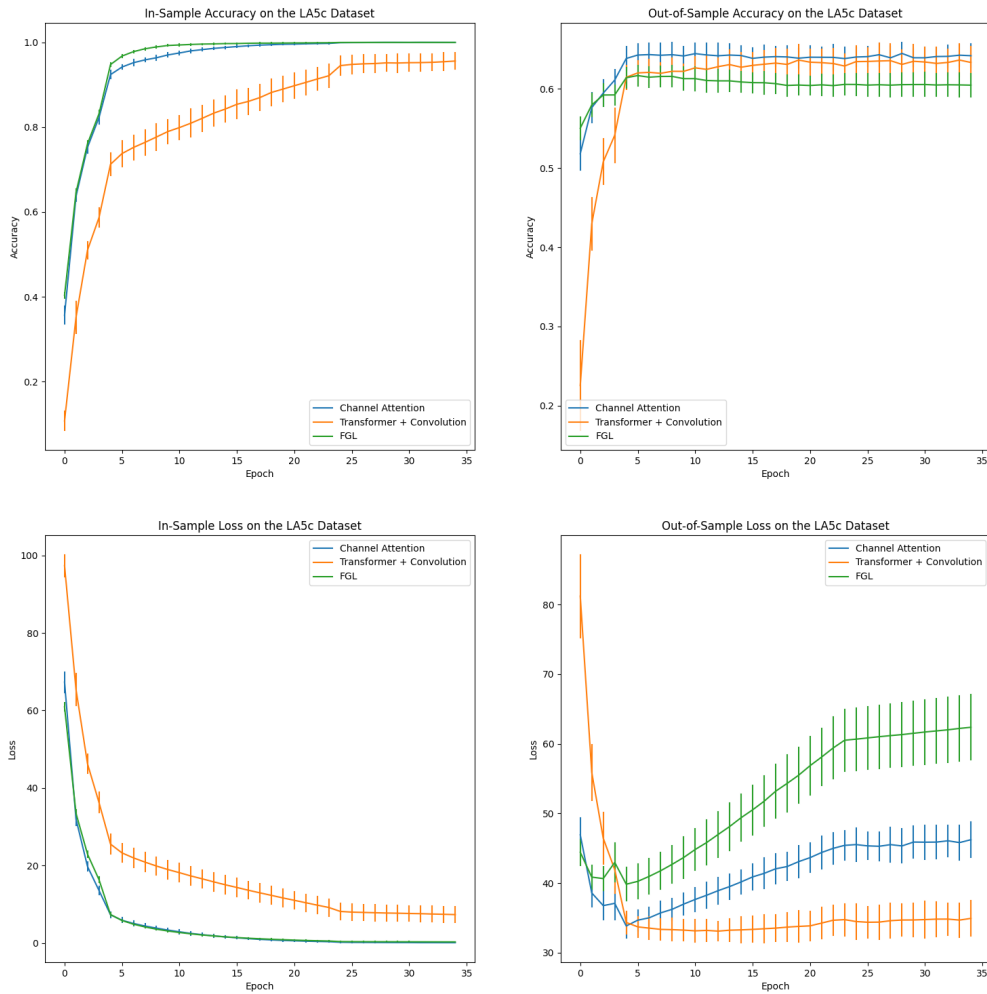 In-Sample Accuracy on the LA5c Dataset
1.0
0.8
0.6
0.4
0.2
Accuracy
0 5 10 15 20 25 30 35
Epoch
Channel Attention
Transformer + Convolution
FGL
Out-of-Sample Accuracy on the LA5c Dataset
0.6
0.5
0.4
0.3
0.2
Accuracy
0 5 10 15 20 25 30 35
Epoch
Channel Attention
Transformer + Convolution
FGL
In-Sample Loss on the LA5c Dataset
100
80
60
40
20
0
Loss
0 5 10 15 20 25 30 35
Epoch
Channel Attention
Transformer + Convolution
FGL
Out-of-Sample Loss on the LA5c Dataset
80
70
60
50
40
30
Loss
0 5 10 15 20 25 30 35
Epoch
Channel Attention
Transformer + Convolution
FGL